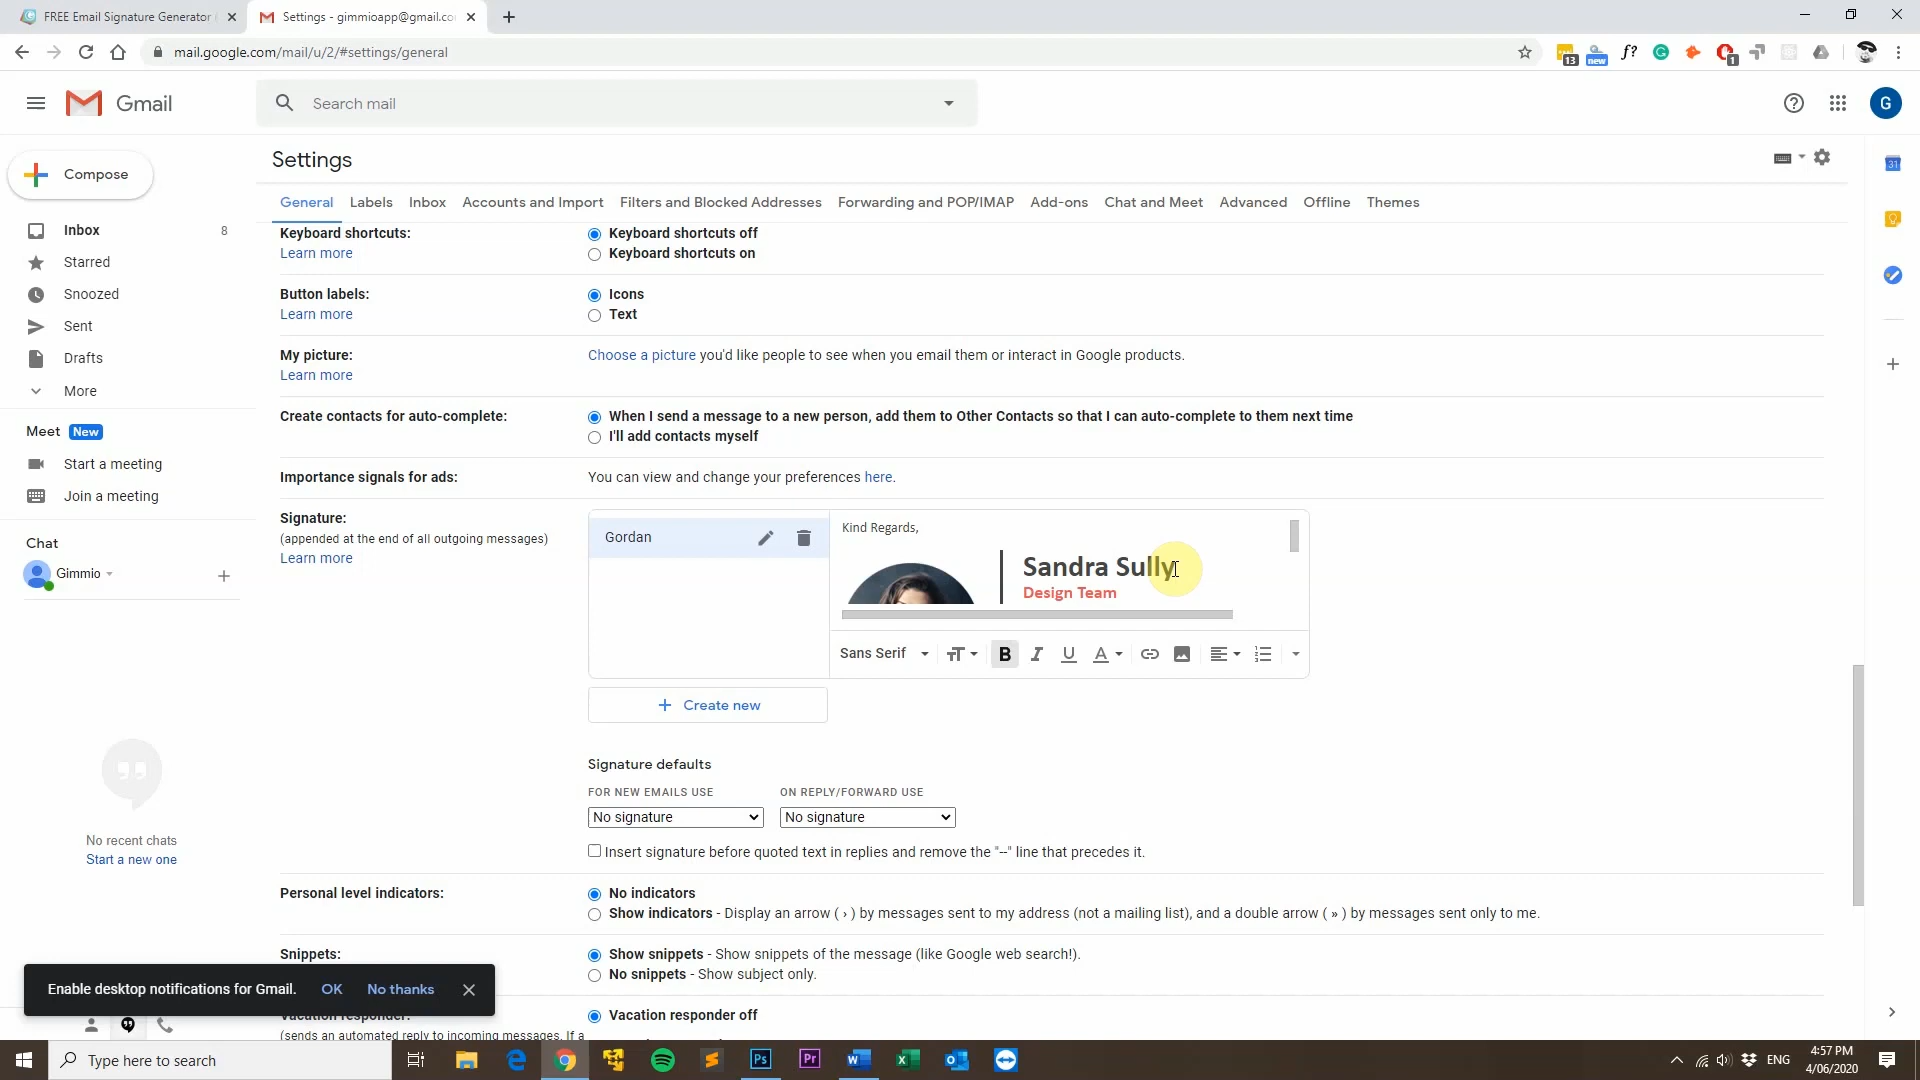 FREE Email Signature Generator
Settings - gimmioapp@gmail.co
mail.google.com/mail/u/2/#settings/general
13
new
f?
1
Gmail
Search mail
G
Settings
Compose
31
General Labels Inbox Accounts and Import Filters and Blocked Addresses Forwarding and POP/IMAP Add-ons Chat and Meet Advanced Offline Themes
Inbox 8
Starred
Snoozed
Sent
Drafts
More
Meet New
Start a meeting
Join a meeting
Chat
Gimmio
No recent chats
Start a new one
Keyboard shortcuts:
Learn more
Keyboard shortcuts off
Keyboard shortcuts on
Button labels:
Learn more
Icons
Text
My picture:
Learn more
Choose a picture you'd like people to see when you email them or interact in Google products.
Create contacts for auto-complete:
When I send a message to a new person, add them to Other Contacts so that I can auto-complete to them next time
I'll add contacts myself
Importance signals for ads:
You can view and change your preferences here.
Signature:
(appended at the end of all outgoing messages)
Learn more
Gordan
Kind Regards,
Sandra Sully
Design Team
Sans Serif
B I U A
+ Create new
Signature defaults
FOR NEW EMAILS USE
ON REPLY/FORWARD USE
No signature
No signature
Insert signature before quoted text in replies and remove the "--" line that precedes it.
Personal level indicators:
No indicators
Show indicators - Display an arrow ( › ) by messages sent to my address (not a mailing list), and a double arrow ( » ) by messages sent only to me.
Snippets:
Show snippets - Show snippets of the message (like Google web search!).
No snippets - Show subject only.
Enable desktop notifications for Gmail. OK No thanks
Vacation responder:
(sends an automated reply to incoming messages. If a
Vacation responder off
Type here to search
Ps
Pr
ENG
4:57 PM
4/06/2020